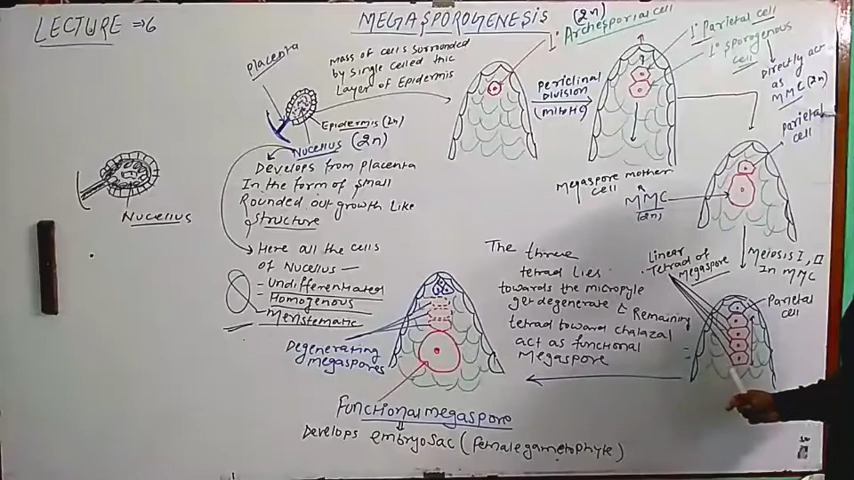 LECTURE ⇒6
MEGASPOROGENESIS
(2n)
1° Archesporial cell
1° Parietal cell
1° Sporogenous
cell
Directly act
as
MMC (2n)
Placenta
Mass of cells surrounded
by single celled thic
Layer of Epidermis
Epidermis (2n)
Nucellus (2n)
Periclinal
Division
(mitotic)
Parietal
cell
Develops from placenta
In the form of small
Rounded out growth Like
structure
Nucellus
Megaspore mother
cell
MMC
(2n)
Here all the cells
of Nucellus —
= Undifferentiated
= Homogenous
= Meristematic
Meiosis I, II
In MMC
Linear
Tetrad of
Megaspore
Parietal
cell
The three
tetrad lies
towards the micropyle
get degenerate & Remaining
tetrad toward chalazal
act as functional
Megaspore
Degenerating
megaspores
Functional megaspore
Develops embryosac (femalegametophyte)